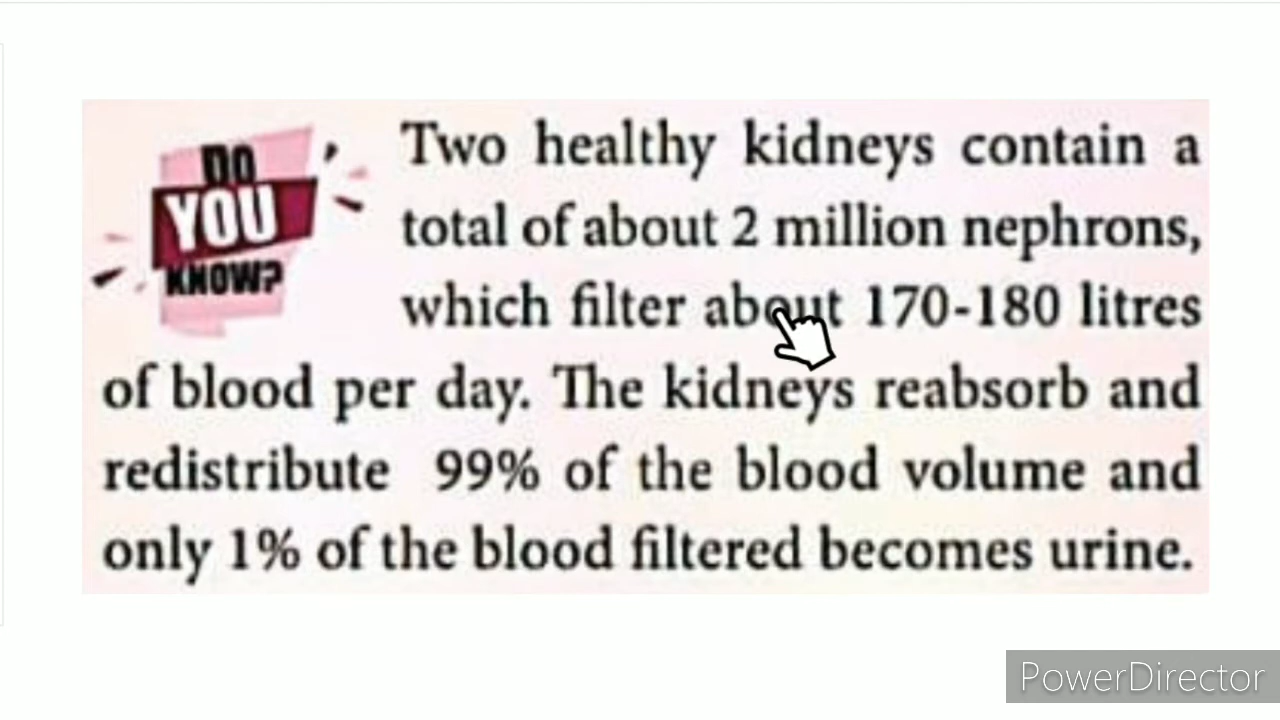 DO
YOU
KNOW?
Two healthy kidneys contain a
total of about 2 million nephrons,
which filter about 170-180 litres
of blood per day. The kidneys reabsorb and
redistribute 99% of the blood volume and
only 1% of the blood filtered becomes urine.
PowerDirector